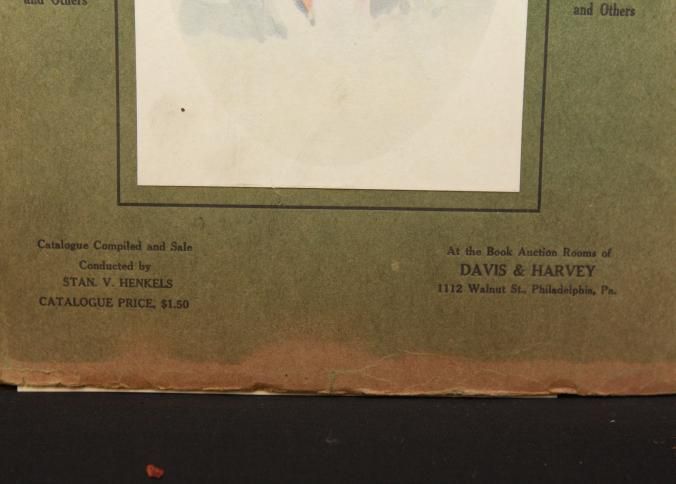 and Others
and Others
Catalogue Compiled and Sale
Conducted by
STAN. V. HENKELS
CATALOGUE PRICE, $1.50
At the Book Auction Rooms of
DAVIS & HARVEY
1112 Walnut St., Philadelphia, Pa.